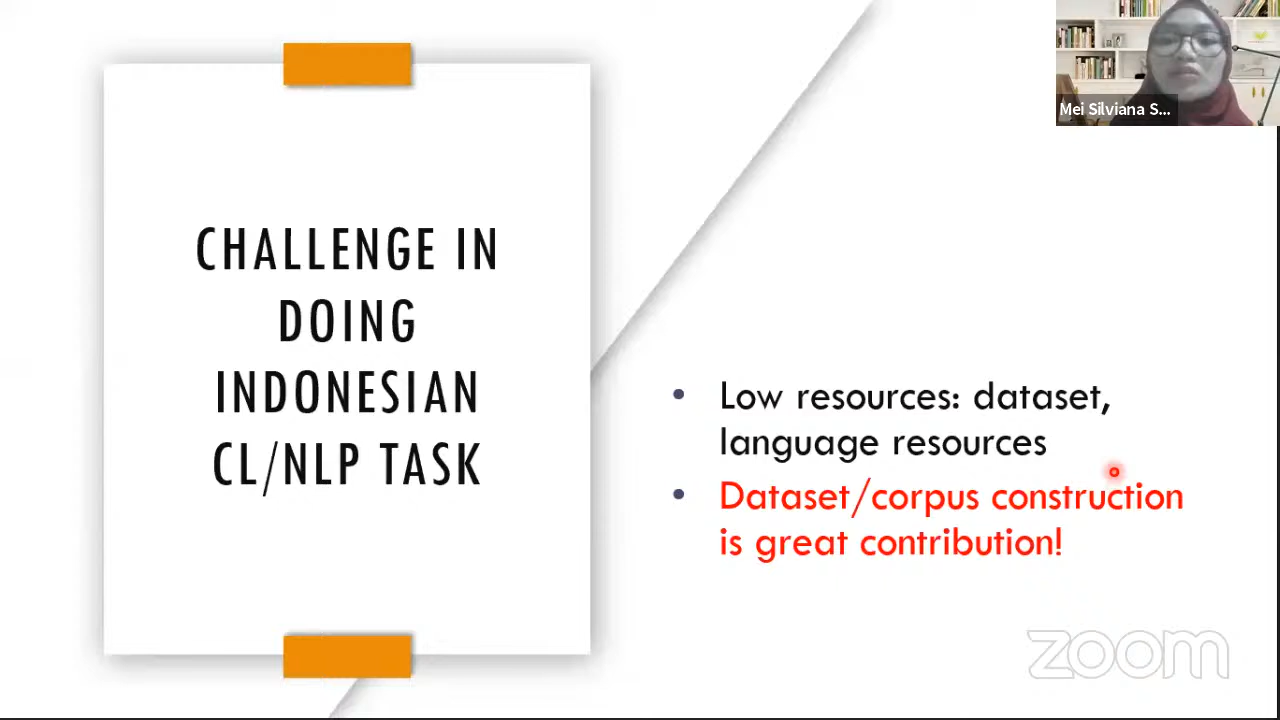 CHALLENGE IN
DOING
INDONESIAN
CL/NLP TASK
• Low resources: dataset,
language resources
• Dataset/corpus construction
is great contribution!
Mei Silviana S...
zoom